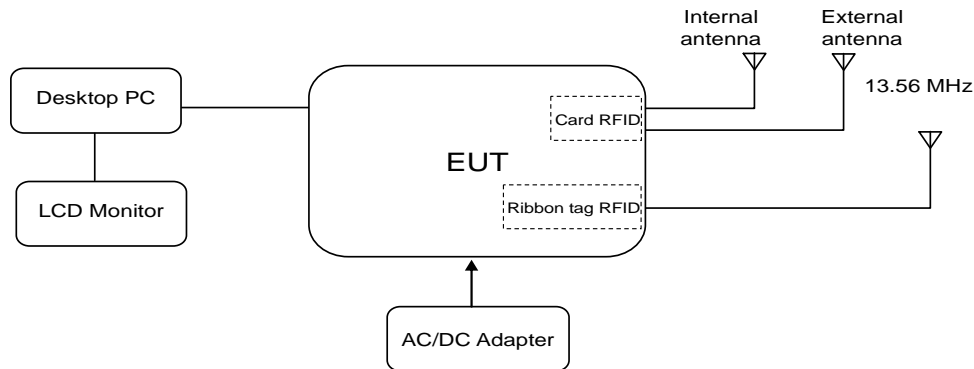 Internal
antenna
External
antenna
13.56 MHz
Desktop PC
Card RFID
EUT
LCD Monitor
Ribbon tag RFID
AC/DC Adapter